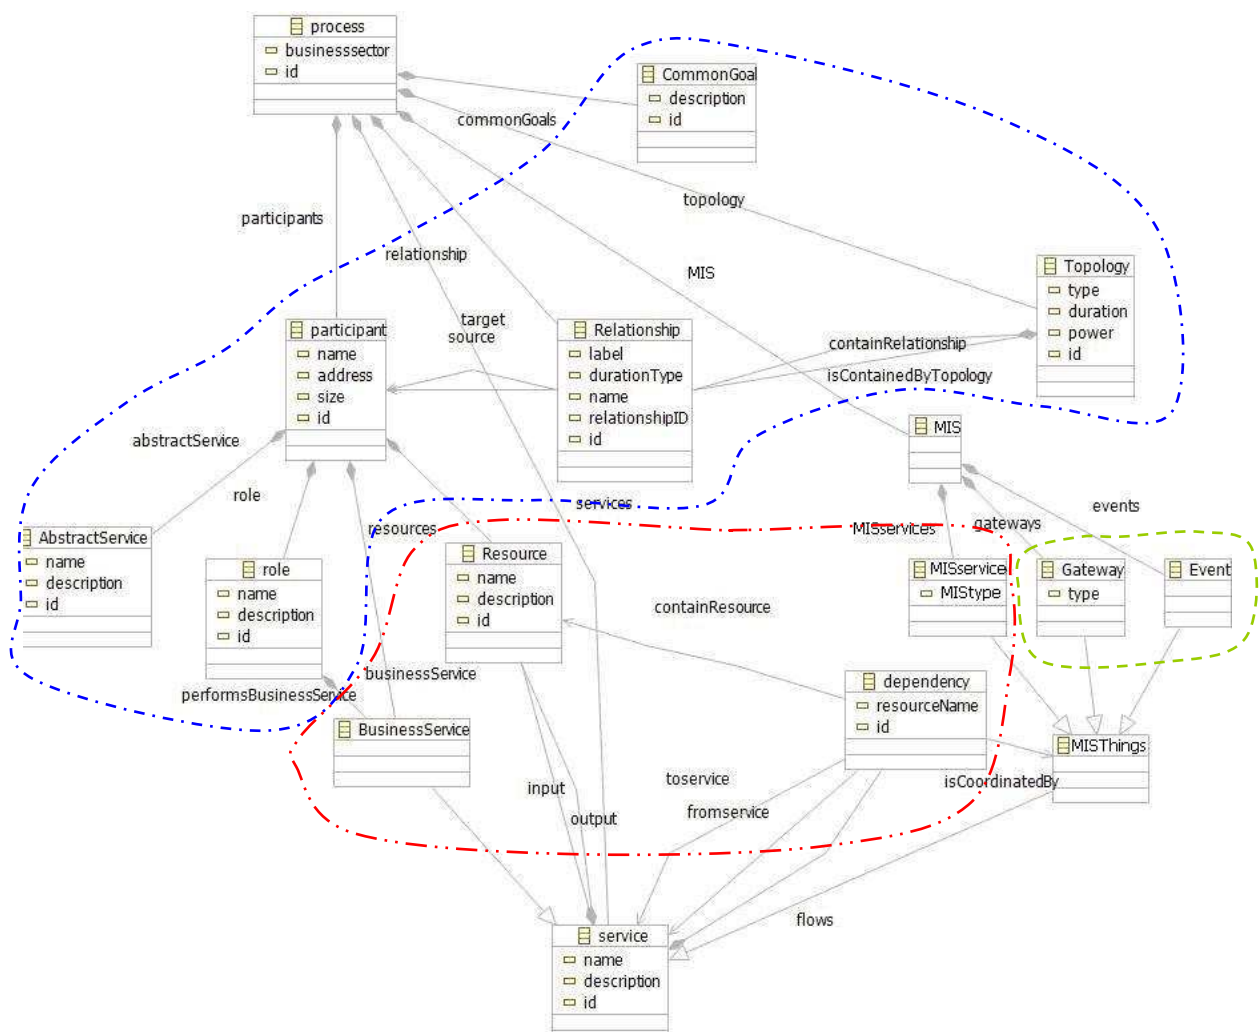 process
businesssector
id
CommonGoal
description
id
commonGoals
topology
participants
relationship
MIS
Topology
type
duration
power
id
target
source
participant
name
address
size
id
Relationship
label
durationType
name
relationshipID
id
containRelationship
isContainedByTopology
MIS
abstractService
role
resources
services
MISservices
gateways
events
AbstractService
name
description
id
role
name
description
id
Resource
name
description
id
MISservice
MIStype
Gateway
type
Event
containResource
performsBusinessService
businessService
dependency
resourceName
id
BusinessService
MISThings
input
output
toservice
fromservice
isCoordinatedBy
flows
service
name
description
id